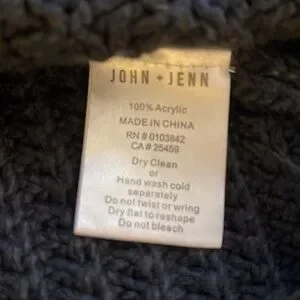 JOHN + JENN
100% Acrylic
MADE IN CHINA
RN # 0103842
CA # 25459
Dry Clean
or
Hand wash cold
separately
Do not twist or wring
Dry flat to reshape
Do not bleach